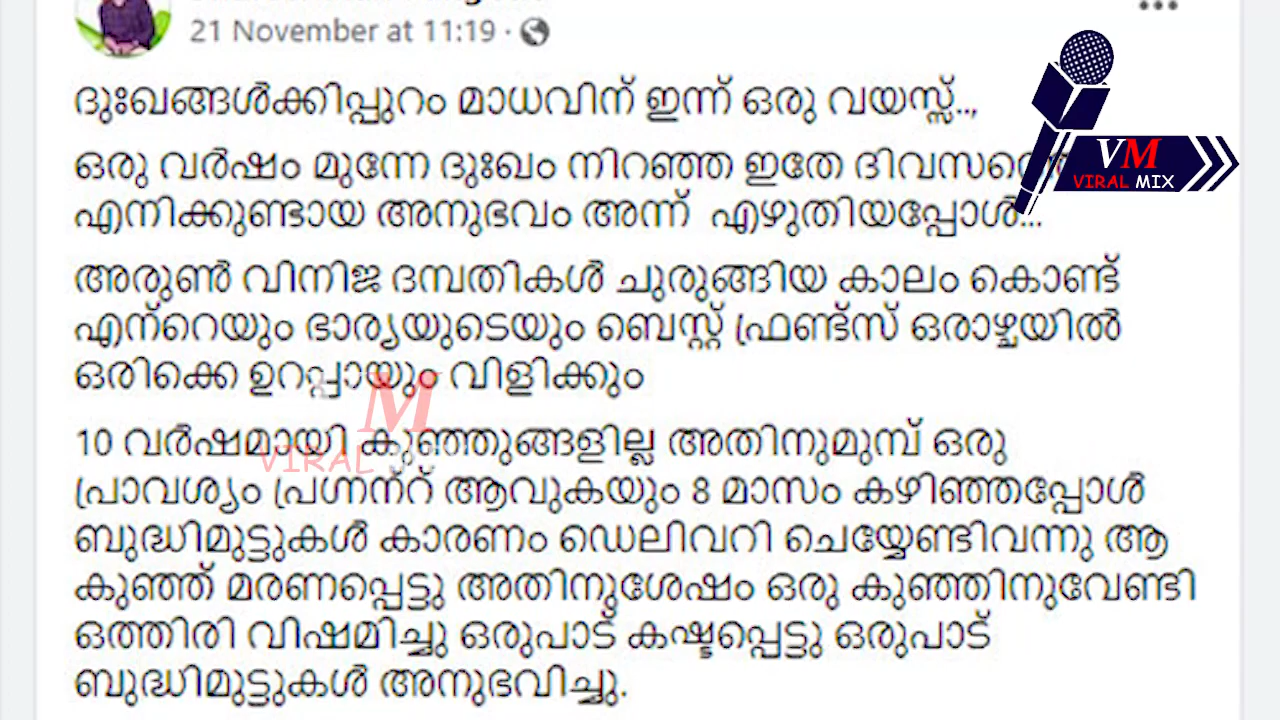 21 November at 11:19 ·
ദുഃഖങ്ങൾക്കിപ്പുറം മാധവിന് ഇന്ന് ഒരു വയസ്സ്..,
ഒരു വർഷം മുന്നേ ദുഃഖം നിറഞ്ഞ ഇതേ
എനിക്കുണ്ടായ അനുഭവം അന്ന് എഴുതിയപ്പോൾ...
അരുൺ വിനിജ ദമ്പതികൾ ചുരുങ്ങിയ കാലം കൊണ്ട്
എന്റെയും ഭാര്യയുടെയും ബെസ്റ്റ് ഫ്രണ്ട്സ് ഒരാഴ്ചയിൽ
ഒരിക്കെ ഉറപ്പായും വിളിക്കും
10 വർഷമായി കുഞ്ഞുങ്ങളില്ല അതിനുമുമ്പ് ഒരു
പ്രാവശ്യം പ്രഗ്നന്റ് ആവുകയും 8 മാസം കഴിഞ്ഞപ്പോൾ
ബുദ്ധിമുട്ടുകൾ കാരണം ഡെലിവറി ചെയ്യേണ്ടിവന്നു ആ
കുഞ്ഞ് മരണപ്പെട്ടു അതിനുശേഷം ഒരു കുഞ്ഞിനുവേണ്ടി
ഒത്തിരി വിഷമിച്ചു ഒരുപാട് കഷ്ടപ്പെട്ടു ഒരുപാട്
ബുദ്ധിമുട്ടുകൾ അനുഭവിച്ചു.
VM
VIRAL MIX
M
VIRAL